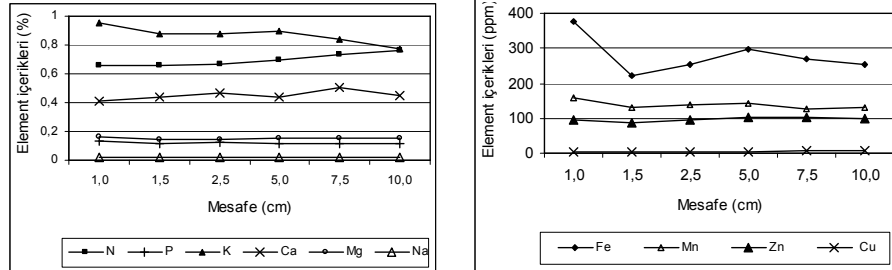 Element içerikleri (%)
1
0,8
0,6
0,4
0,2
0
1,0 1,5 2,5 5,0 7,5 10,0
Mesafe (cm)
N P K Ca Mg Na
Element içerikleri (ppm)
400
300
200
100
0
1,0 1,5 2,5 5,0 7,5 10,0
Mesafe (cm)
Fe Mn Zn Cu